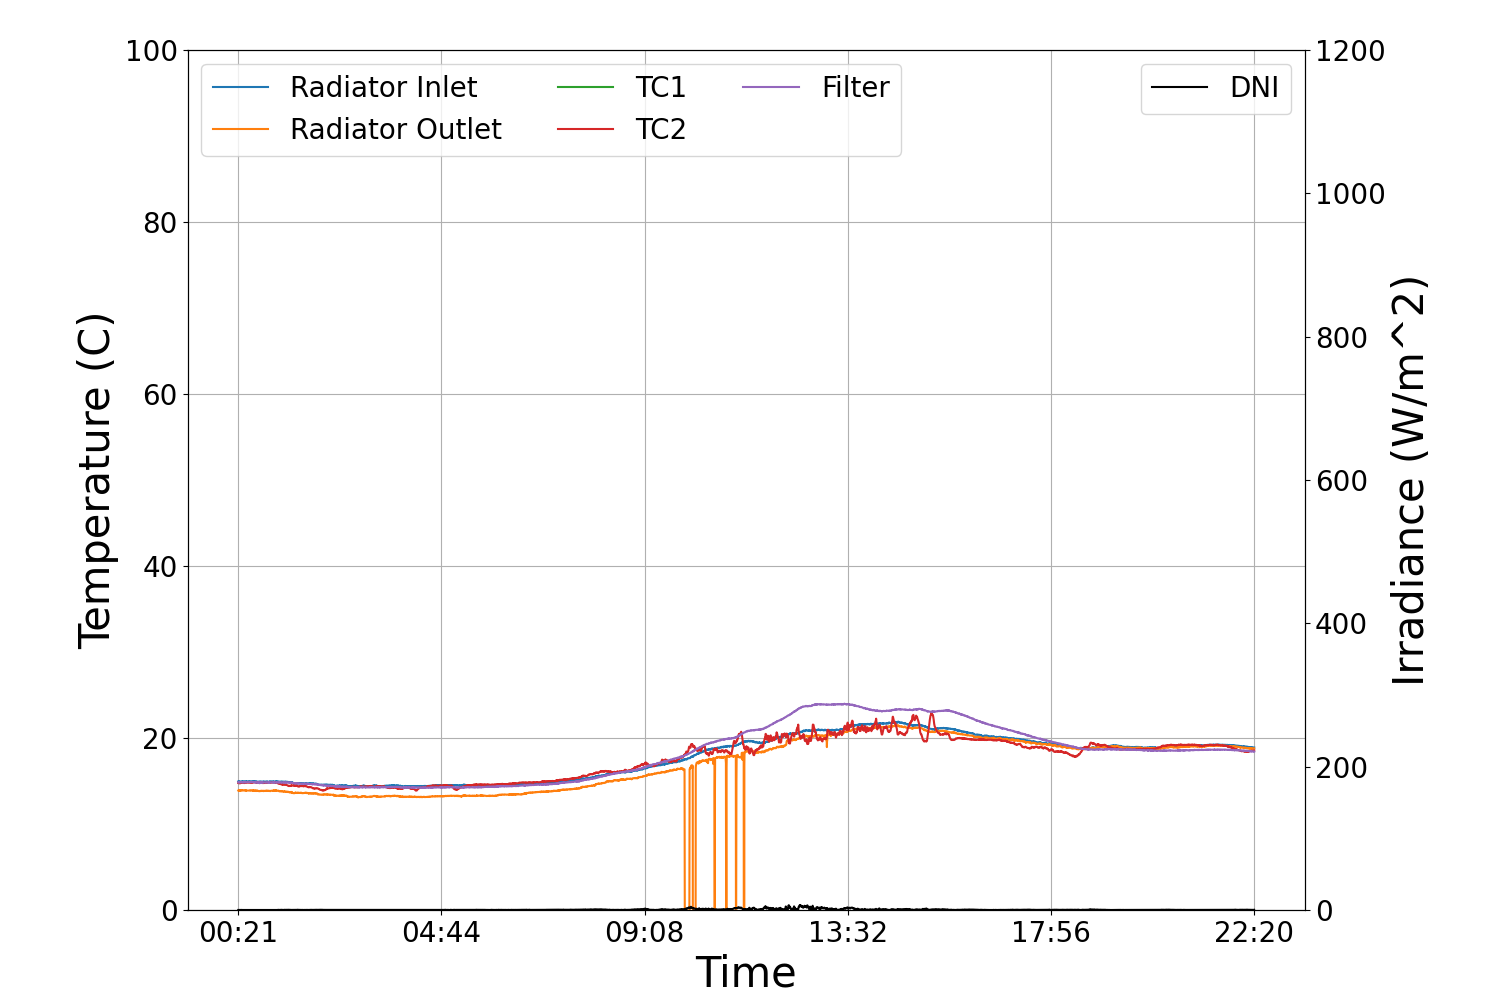 100
80
60
40
20
0
Temperature (C)
Radiator Inlet
Radiator Outlet
TC1
TC2
Filter
DNI
1200
1000
800
600
400
200
0
Irradiance (W/m^2)
00:21
04:44
09:08
13:32
17:56
22:20
Time